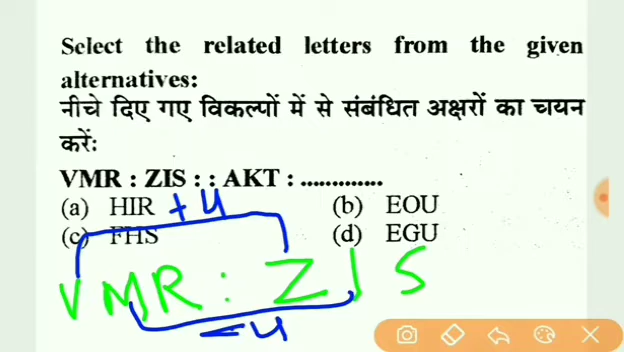 Select the related letters from the given
alternatives:
नीचे दिए गए विकल्पों में से संबंधित अक्षरों का चयन
करें:
VMR : ZIS : : AKT : .............
(a) HIR +4 (b) EOU
(c) FHS (d) EGU
VMR : ZIS
-4